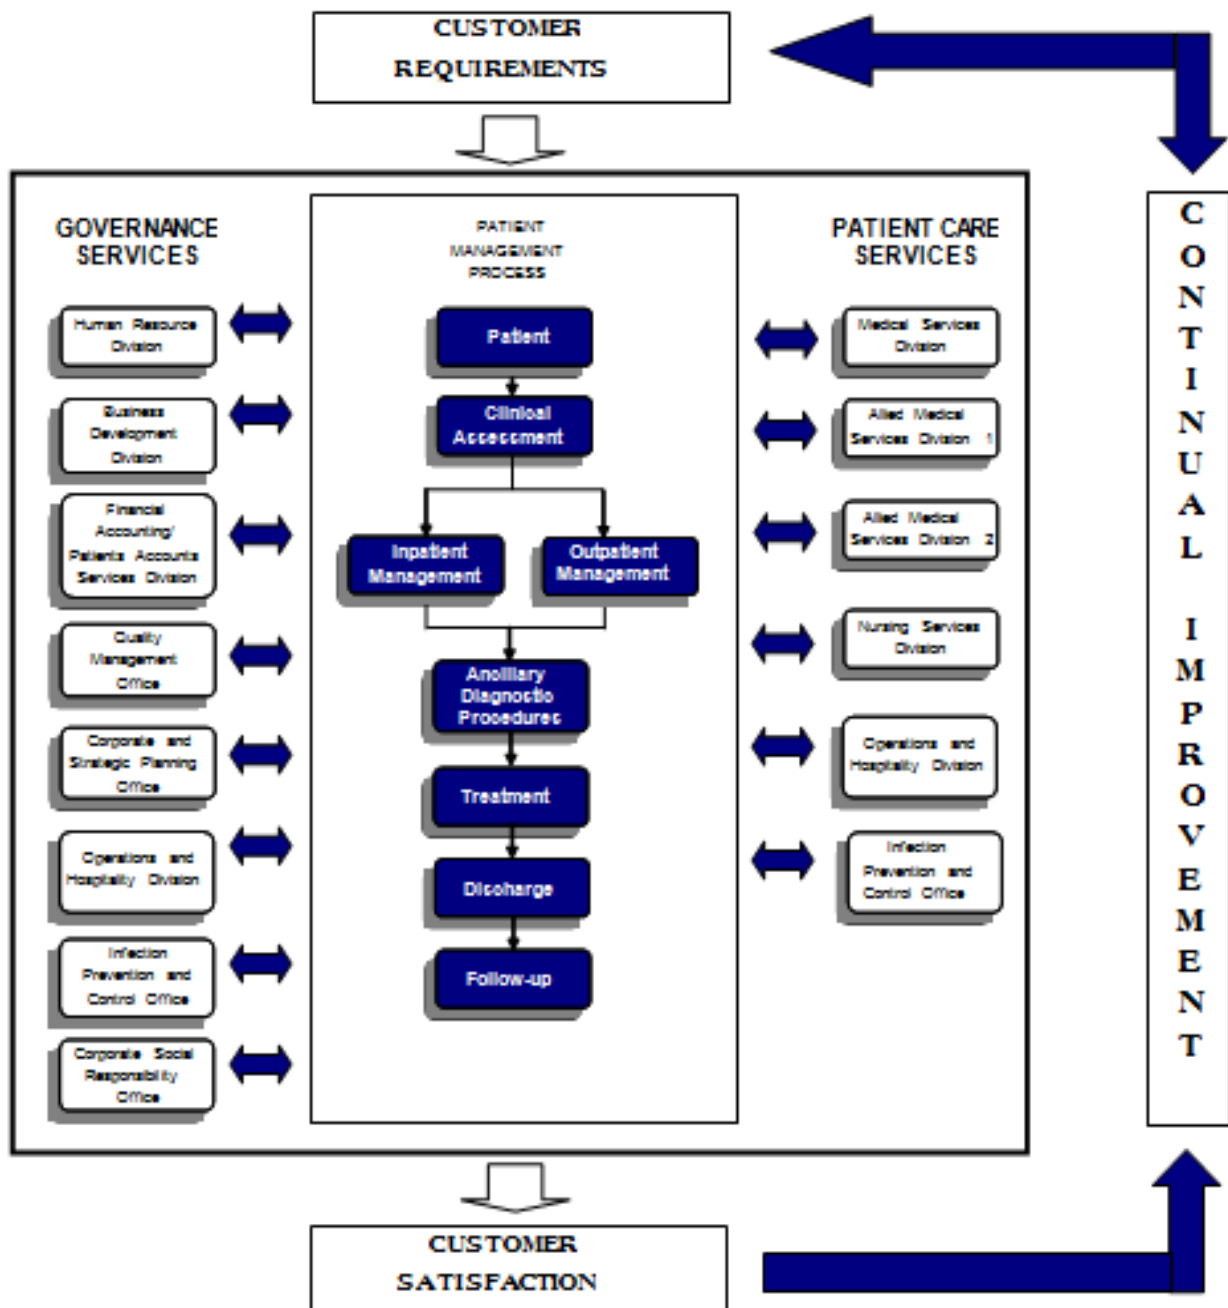 CUSTOMER
REQUIREMENTS
GOVERNANCE
SERVICES
Human Resource
Division
Business
Development
Division
Financial
Accounting/
Patients Accounts
Services Division
Quality
Management
Office
Corporate and
Strategic Planning
Office
Operations and
Hospitality Division
Infection
Prevention and
Control Office
Corporate Social
Responsibility
Office
PATIENT
MANAGEMENT
PROCESS
Patient
Clinical
Assessment
Inpatient
Management
Outpatient
Management
Ancillary
Diagnostic
Procedures
Treatment
Discharge
Follow-up
PATIENT CARE
SERVICES
Medical Services
Division
Allied Medical
Services Division 1
Allied Medical
Services Division 2
Nursing Services
Division
Operations and
Hospitality Division
Infection
Prevention and
Control Office
CONTINUAL IMPROVEMENT
CUSTOMER
SATISFACTION